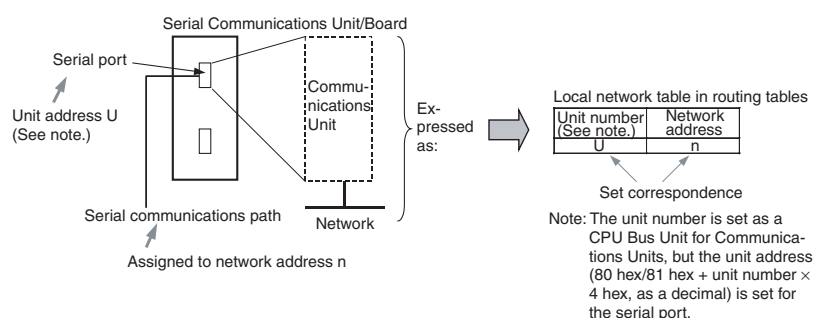 Serial Communications Unit/Board
Serial port
Unit address U
(See note.)
Commu-
nications
Unit
Ex-
pressed
as:
Serial communications path
Network
Assigned to network address n
Local network table in routing tables
Unit number
(See note.)
Network
address
U
n
Set correspondence
Note: The unit number is set as a
CPU Bus Unit for Communica-
tions Units, but the unit address
(80 hex/81 hex + unit number ×
4 hex, as a decimal) is set for
the serial port.